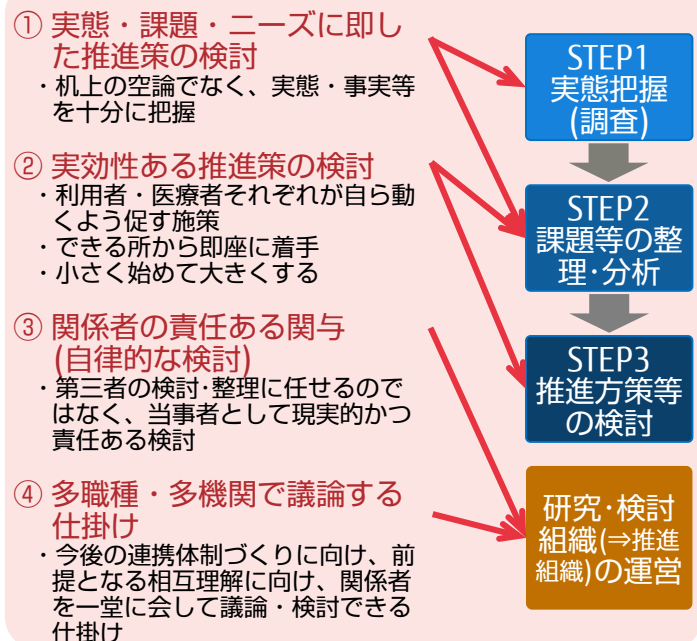 ① 実態・課題・ニーズに即し
た推進策の検討
・机上の空論でなく、実態・事実等
を十分に把握
② 実効性ある推進策の検討
・利用者・医療者それぞれが自ら動
くよう促す施策
・できる所から即座に着手
・小さく始めて大きくする
③ 関係者の責任ある関与
(自律的な検討)
・第三者の検討･整理に任せるので
はなく、当事者として現実的かつ
責任ある検討
④ 多職種・多機関で議論する
仕掛け
・今後の連携体制づくりに向け、前
提となる相互理解に向け、関係者
を一堂に会して議論・検討できる
仕掛け
STEP1
実態把握
(調査)
STEP2
課題等の整
理･分析
STEP3
推進方策等
の検討
研究･検討
組織(⇒推進
組織)の運営